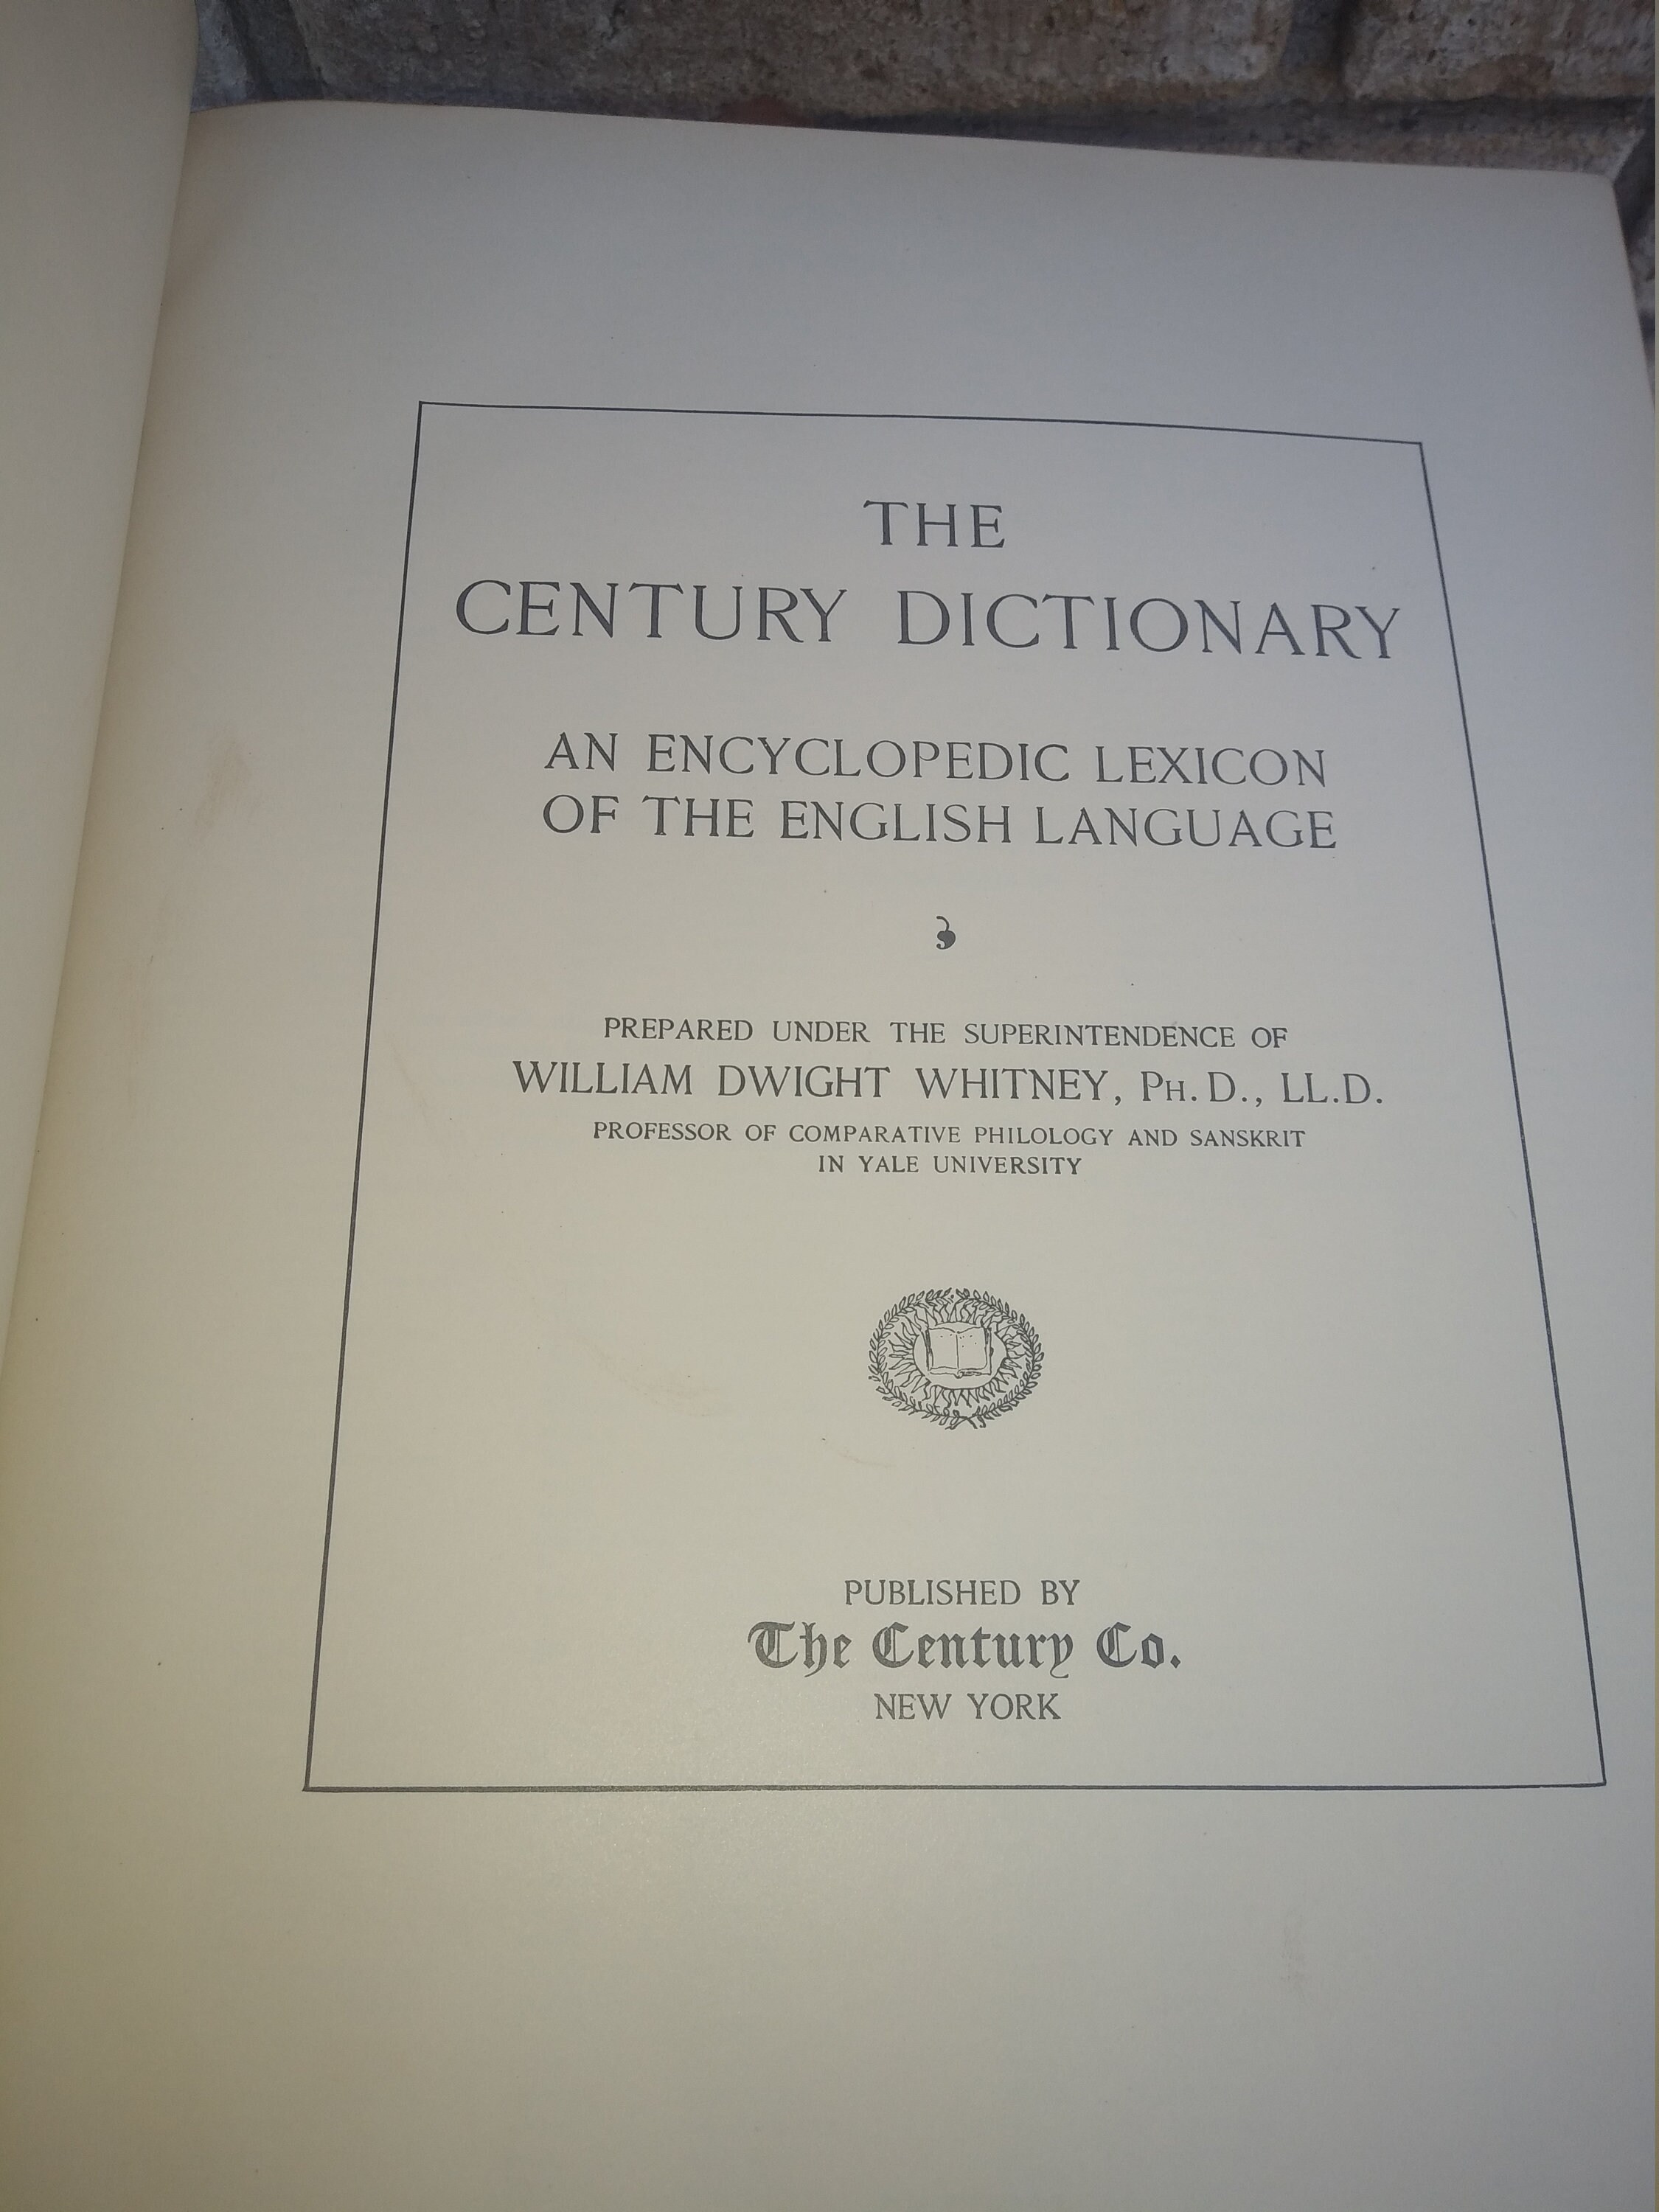 THE
CENTURY DICTIONARY
AN ENCYCLOPEDIC LEXICON
OF THE ENGLISH LANGUAGE
PREPARED UNDER THE SUPERINTENDENCE OF
WILLIAM DWIGHT WHITNEY, PH.D., LL.D.
PROFESSOR OF COMPARATIVE PHILOLOGY AND SANSKRIT
IN YALE UNIVERSITY
PUBLISHED BY
The Century Co.
NEW YORK